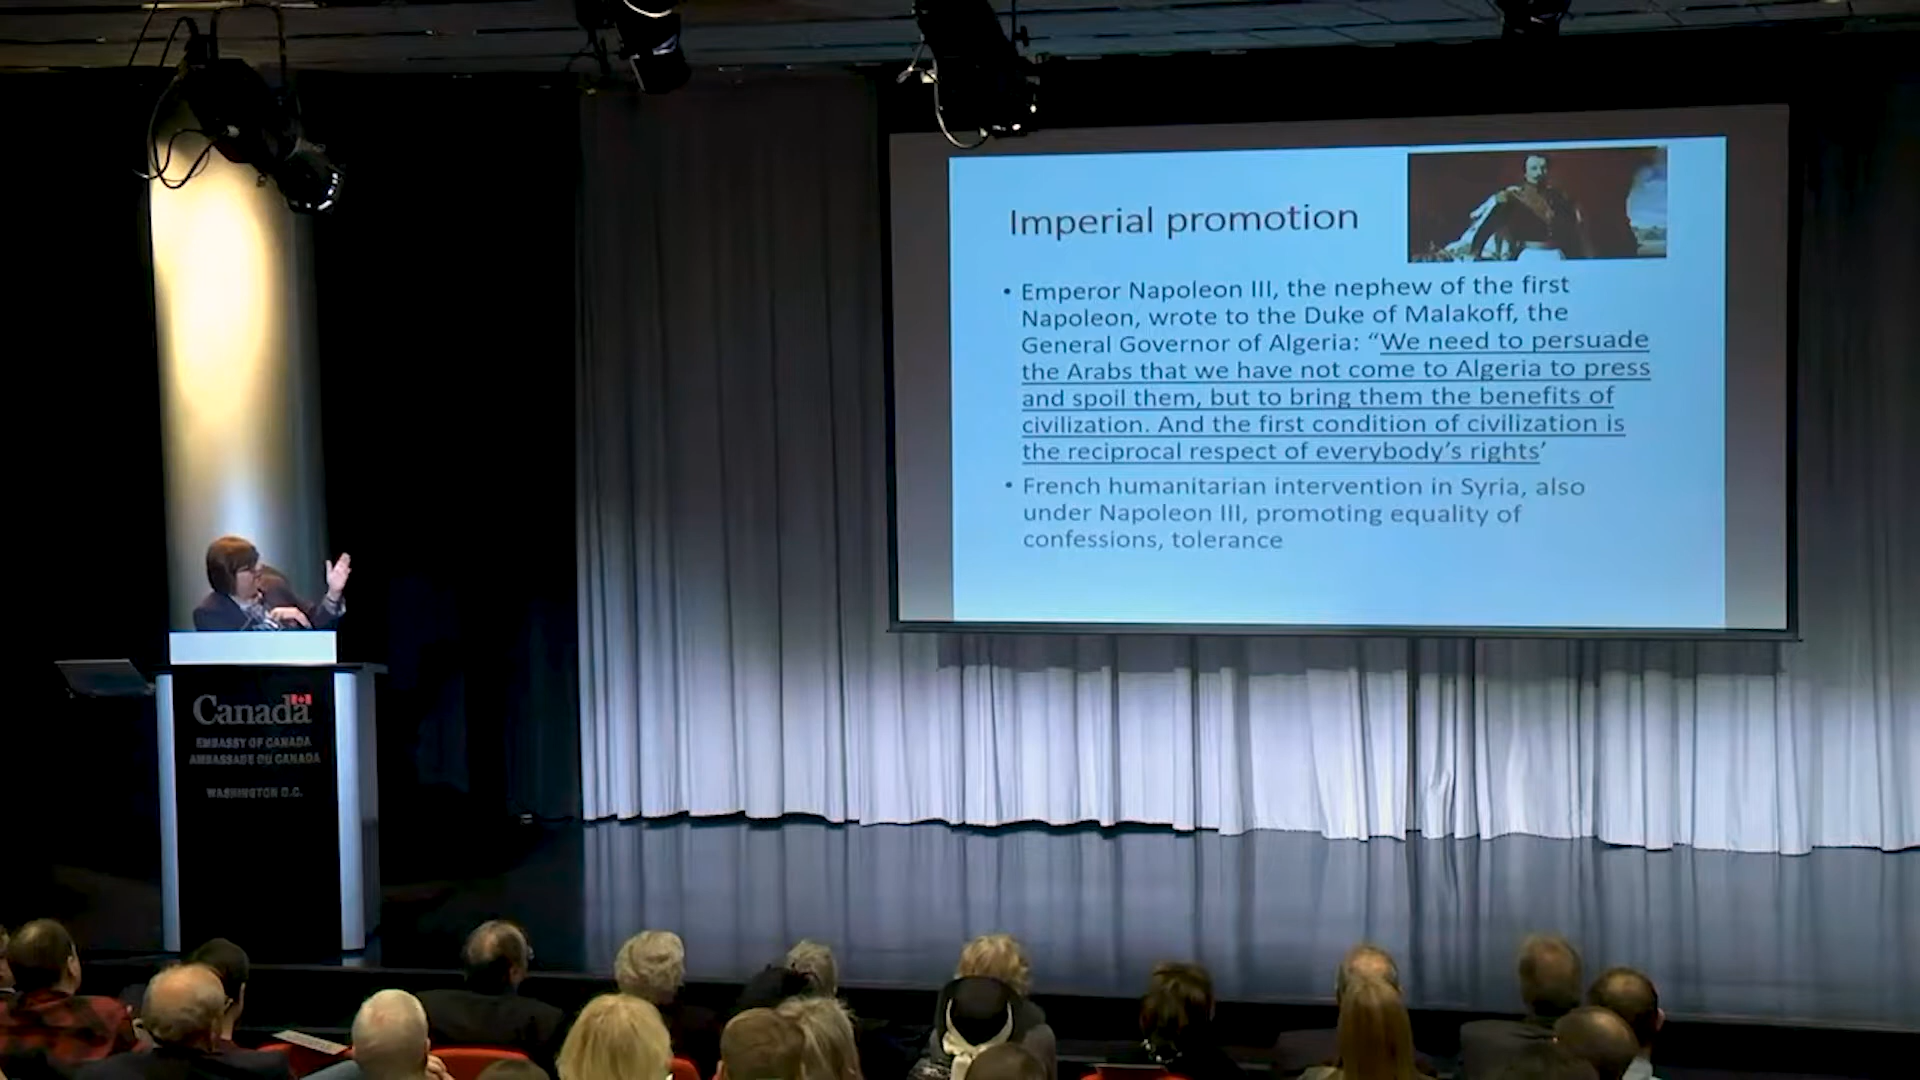 Imperial promotion
• Emperor Napoleon III, the nephew of the first
Napoleon, wrote to the Duke of Malakoff, the
General Governor of Algeria: “We need to persuade
the Arabs that we have not come to Algeria to press
and spoil them, but to bring them the benefits of
civilization. And the first condition of civilization is
the reciprocal respect of everybody’s rights’
• French humanitarian intervention in Syria, also
under Napoleon III, promoting equality of
confessions, tolerance
Canada
EMBASSY OF CANADA
AMBASSADE DU CANADA
WASHINGTON D.C.